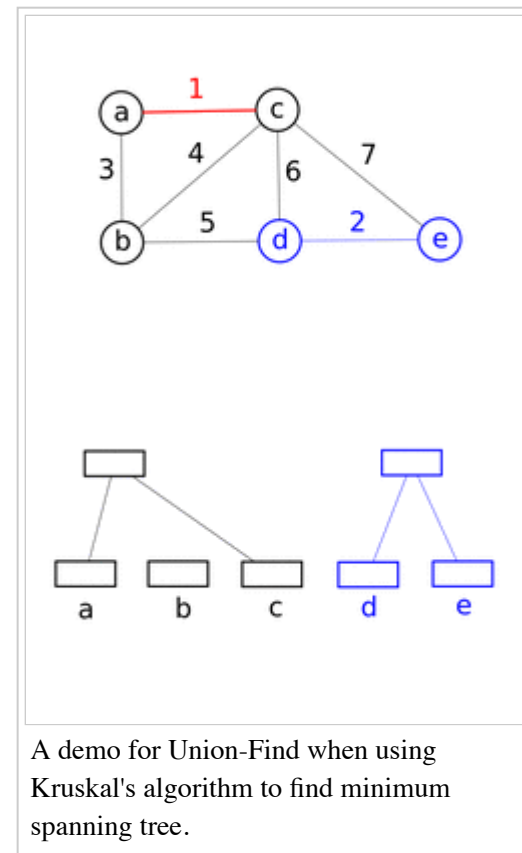 1
a c
3 4 6 7
5 2
b d e
a b c d e
A demo for Union-Find when using
Kruskal's algorithm to find minimum
spanning tree.